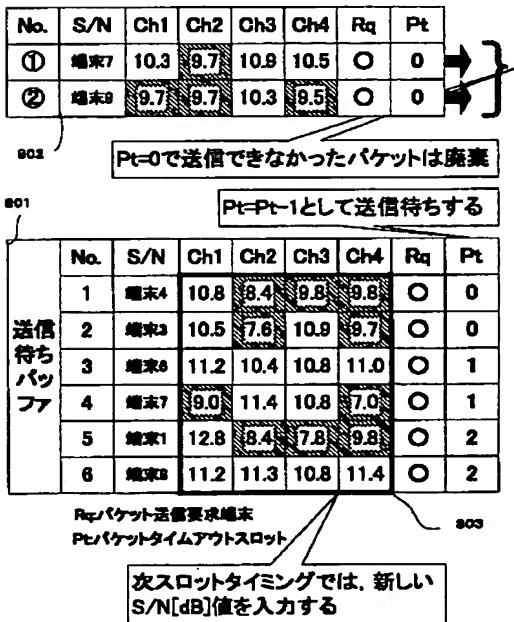 No. S/N Ch1 Ch2 Ch3 Ch4 Rq Pt
① 端末7 10.3 9.7 10.9 10.5 ○ 0
② 端末9 9.7 9.7 10.3 9.5 ○ 0
902
Pt=0で送信できなかったパケットは廃棄
901
Pt=Pt-1として送信待ちする
送信待ちバッファ
No. S/N Ch1 Ch2 Ch3 Ch4 Rq Pt
1 端末4 10.8 8.4 9.8 9.8 ○ 0
2 端末3 10.5 7.6 10.9 9.7 ○ 0
3 端末6 11.2 10.4 10.8 11.0 ○ 1
4 端末7 9.0 11.4 10.8 7.0 ○ 1
5 端末1 12.8 8.4 7.8 9.8 ○ 2
6 11.2 11.3 10.8 11.4 ○ 2
Rq:パケット送信要求端末
903
Pt:パケットタイムアウトスロット
次スロットタイミングでは, 新しい
S/N[dB]値を入力する